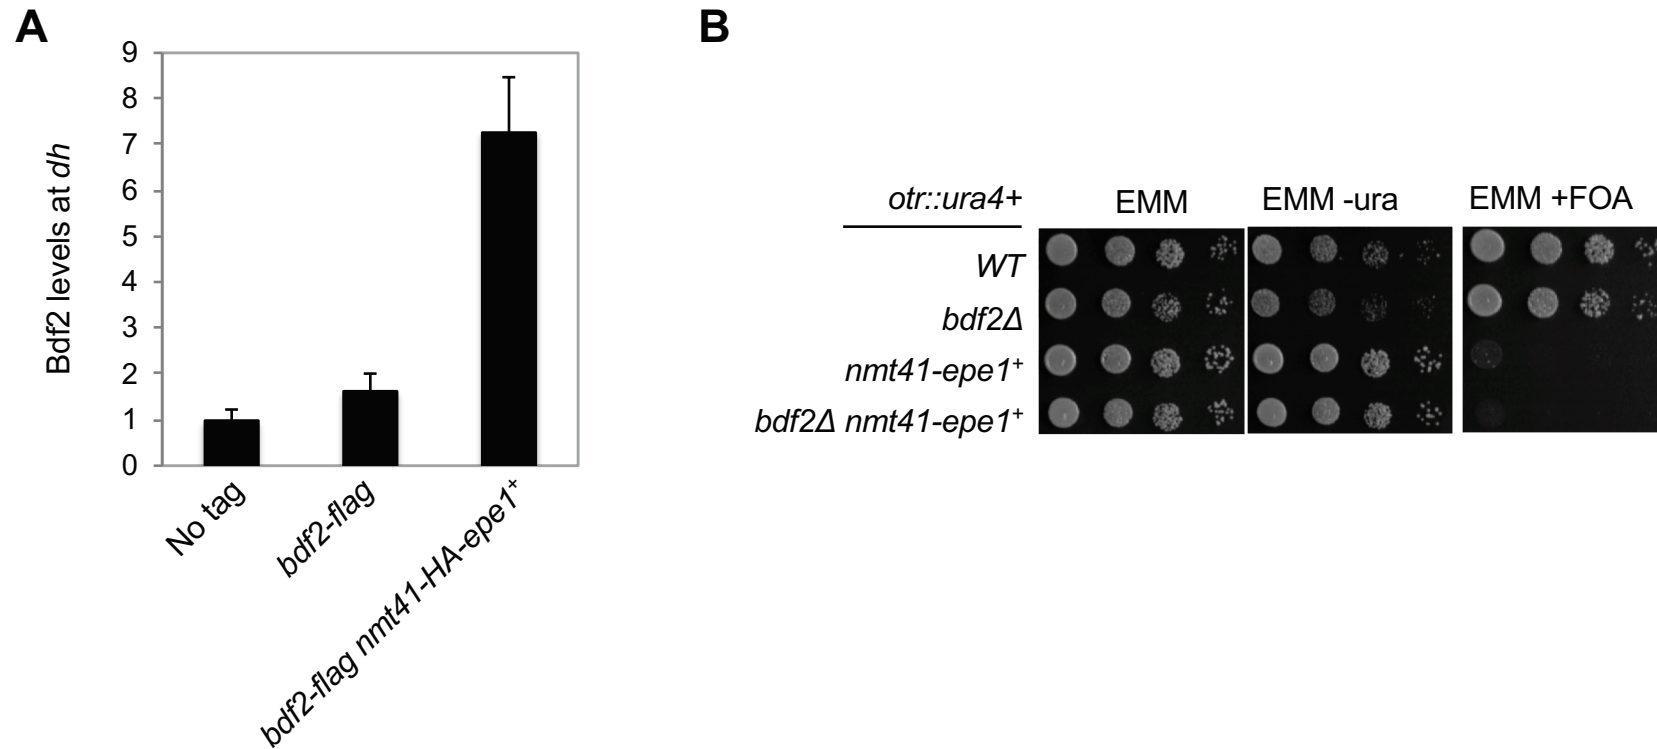 A
Bdf2 levels at dh
9
8
7
6
5
4
3
2
1
0
No tag
bdf2-flag
bdf2-flag nmt41-HA-epe1⁺
B
otr::ura4+
EMM
EMM -ura
EMM +FOA
WT
bdf2Δ
nmt41-epe1⁺
bdf2Δ nmt41-epe1⁺